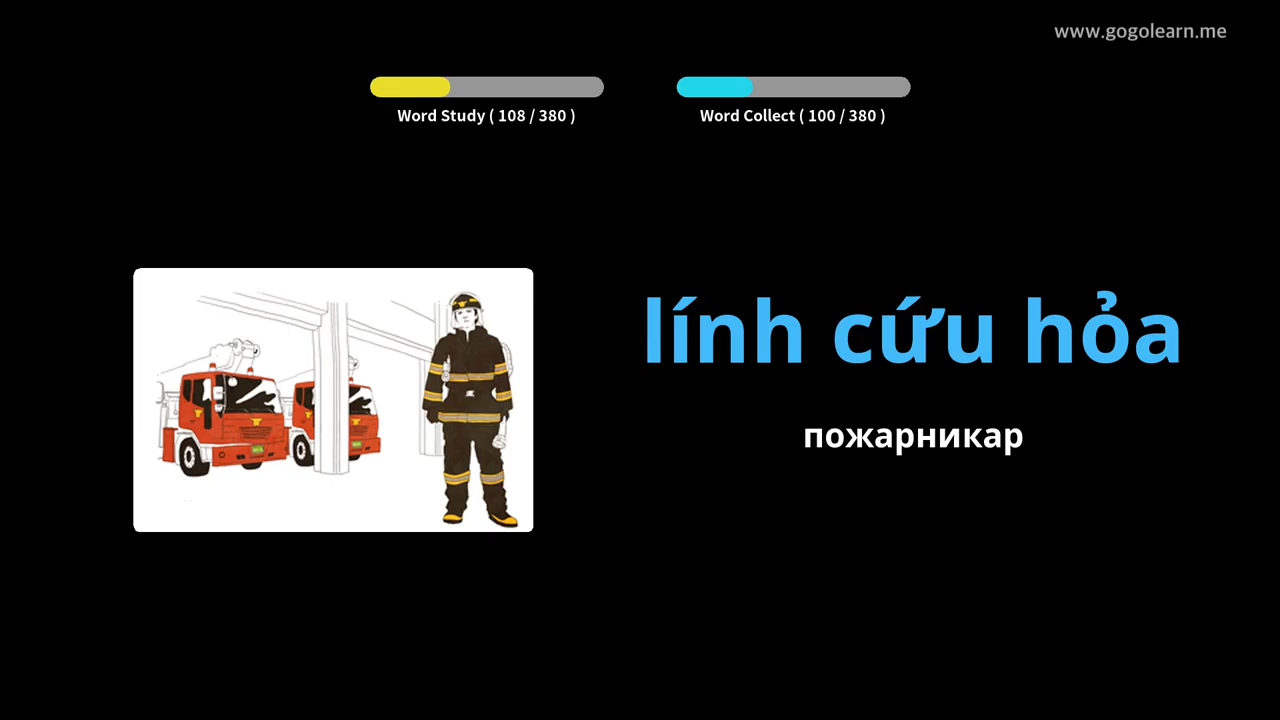 www.gogolearn.me
Word Study ( 108 / 380 )
Word Collect ( 100 / 380 )
lính cứu hỏa
пожарникар